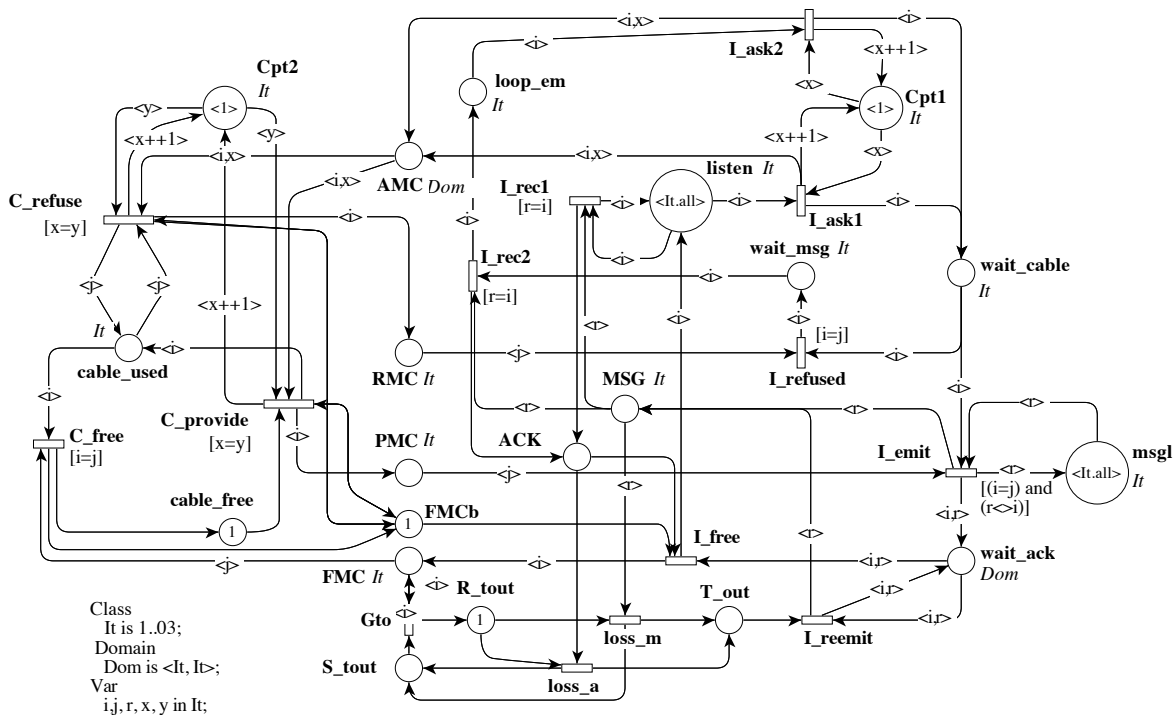 <i,x>
<i>
I_ask2
<i>
<x++1>
Cpt2
It
loop_em
It
<x>
Cpt1
It
<1>
<1>
<y>
<y>
<x++1>
<x++1>
<x>
<i,x>
<i,x>
AMC Dom
<i,x>
listen It
I_rec1
[r=i]
<i>
<It.all>
<i>
I_ask1
<i>
C_refuse
[x=y]
<i>
<i>
wait_msg It
I_rec2
[r=i]
<i>
wait_cable
It
<j>
<j>
<x++1>
<r>
<i>
<i>
[i=j]
It
cable_used
<i>
RMC It
<j>
I_refused
<i>
MSG It
<i>
C_provide
[x=y]
<i>
<r>
<r>
<r>
C_free
[i=j]
PMC It
ACK
<j>
I_emit
<r>
<It.all>
msgl
It
[(i=j) and
(r<>i)]
<r>
cable_free
1
1
FMCb
<i,r>
<r>
I_free
<j>
FMC It
<i>
<i,r>
wait_ack
Dom
<i>
R_tout
T_out
<i,r>
Gto
<i>
1
loss_m
I_reemit
<i,r>
S_tout
loss_a
Class
It is 1..03;
Domain
Dom is <It, It>;
Var
i,j, r, x, y in It;